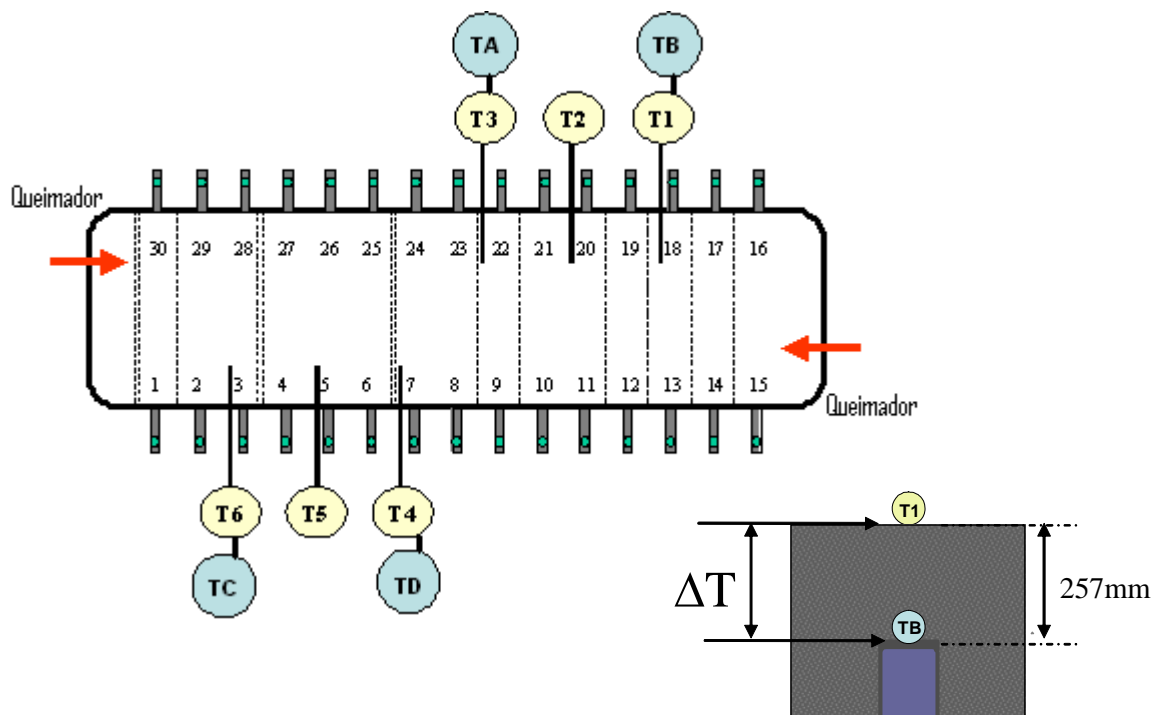 TA TB
T3 T2 T1
Queimador
30 29 28 27 26 25 24 23 22 21 20 19 18 17 16
1 2 3 4 5 6 7 8 9 10 11 12 13 14 15
Queimador
T6 T5 T4
TC TD
T1
ΔT
257mm
TB